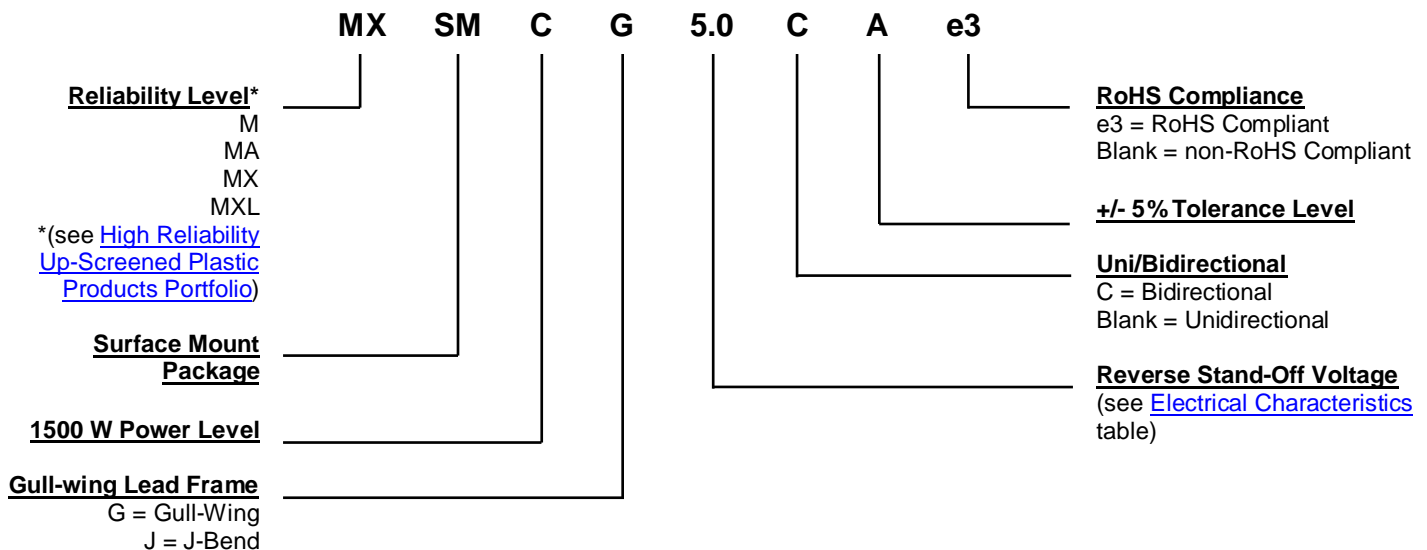 MX SM C G 5.0 C A e3
Reliability Level*
M
MA
MX
MXL
*(see High Reliability
Up-Screened Plastic
Products Portfolio)
Surface Mount
Package
1500 W Power Level
Gull-wing Lead Frame
G = Gull-Wing
J = J-Bend
RoHS Compliance
e3 = RoHS Compliant
Blank = non-RoHS Compliant
+/- 5% Tolerance Level
Uni/Bidirectional
C = Bidirectional
Blank = Unidirectional
Reverse Stand-Off Voltage
(see Electrical Characteristics
table)